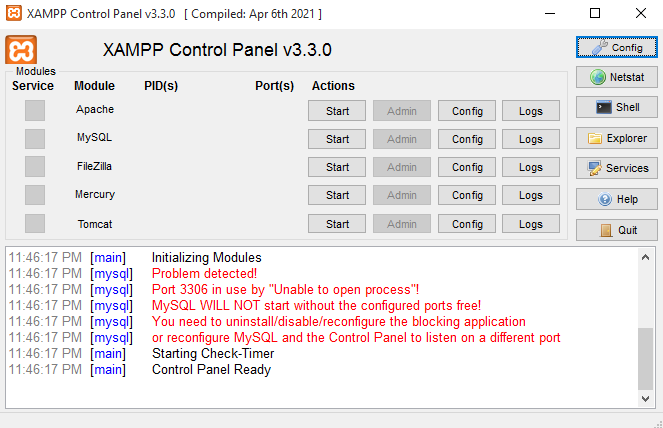 XAMPP Control Panel v3.3.0 [ Compiled: Apr 6th 2021 ]
XAMPP Control Panel v3.3.0
Config
Modules
Service Module PID(s) Port(s) Actions
Netstat
Apache Start Admin Config Logs
Shell
MySQL Start Admin Config Logs
Explorer
FileZilla Start Admin Config Logs
Services
Mercury Start Admin Config Logs
Help
Tomcat Start Admin Config Logs
Quit
11:46:17 PM [main] Initializing Modules
11:46:17 PM [mysql] Problem detected!
11:46:17 PM [mysql] Port 3306 in use by "Unable to open process"!
11:46:17 PM [mysql] MySQL WILL NOT start without the configured ports free!
11:46:17 PM [mysql] You need to uninstall/disable/reconfigure the blocking application
11:46:17 PM [mysql] or reconfigure MySQL and the Control Panel to listen on a different port
11:46:17 PM [main] Starting Check-Timer
11:46:17 PM [main] Control Panel Ready